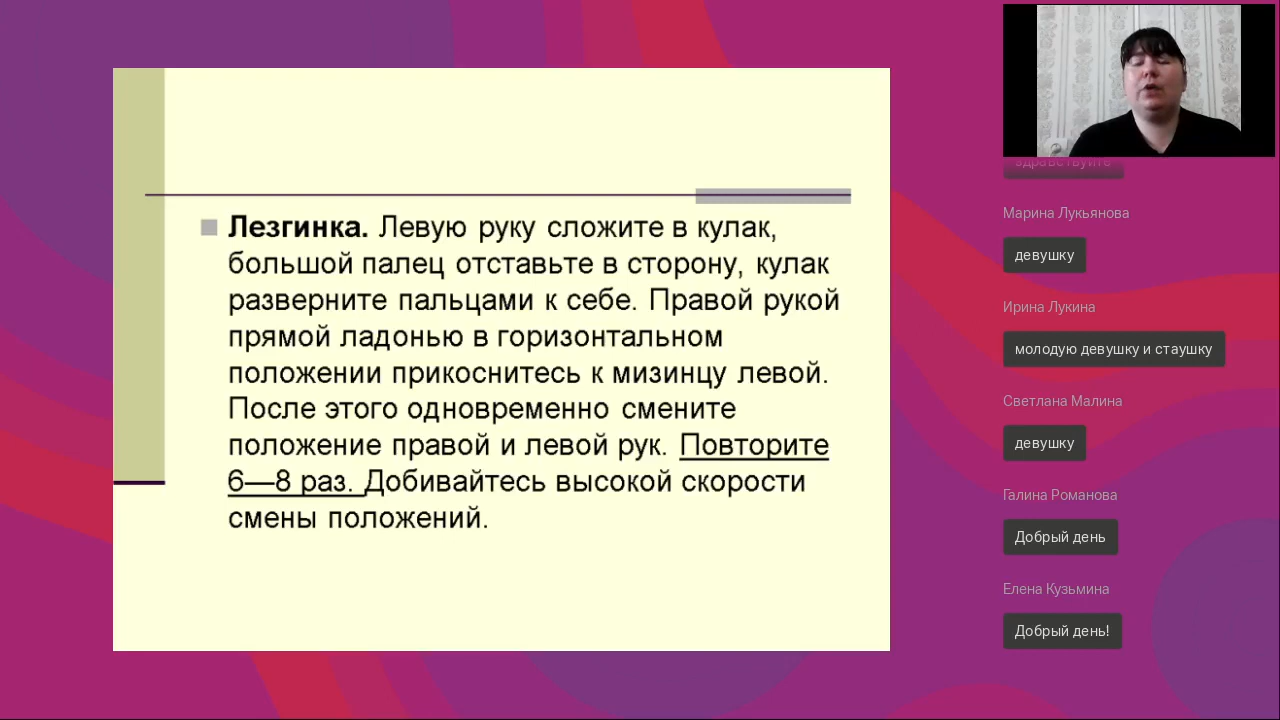 Лезгинка. Левую руку сложите в кулак,
большой палец отставьте в сторону, кулак
разверните пальцами к себе. Правой рукой
прямой ладонью в горизонтальном
положении прикоснитесь к мизинцу левой.
После этого одновременно смените
положение правой и левой рук. Повторите
6—8 раз. Добивайтесь высокой скорости
смены положений.
здравствуйте
Марина Лукьянова
девушку
Ирина Лукина
молодую девушку и стаушку
Светлана Малина
девушку
Галина Романова
Добрый день
Елена Кузьмина
Добрый день!